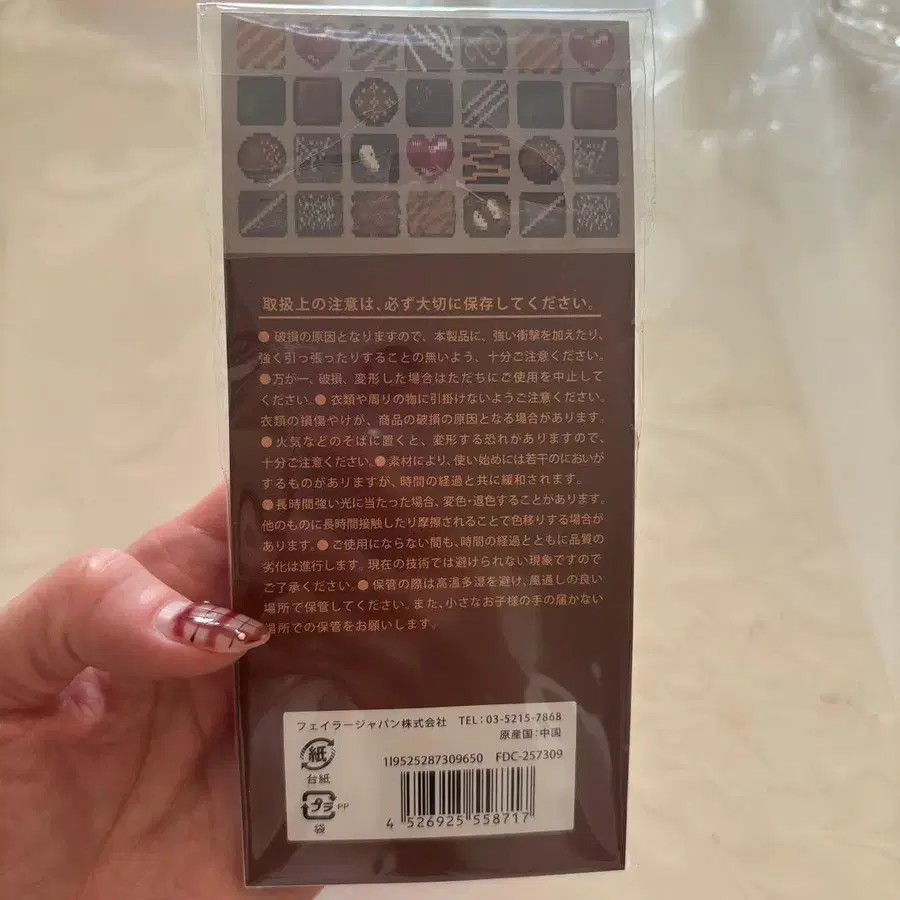 取扱上の注意は、必ず大切に保存してください。
●破損の原因となりますので、本製品に、強い衝撃を加えたり、
強く引っ張ったりすることの無いよう、十分ご注意ください。
●万が一、破損、変形した場合はただちにご使用を中止して
ください。●衣類や周りの物に引掛けないようご注意ください。
衣類の損傷やけが、商品の破損の原因となる場合があります。
●火気などのそばに置くと、変形する恐れがありますので、
十分ご注意ください。●素材により、使い始めには若干のにおいが
するものがありますが、時間の経過と共に緩和されます。
●長時間強い光に当たった場合、変色・退色することがあります。
他のものに長時間接触したり摩擦されることで色移りする場合が
あります。●ご使用にならない間も、時間の経過とともに品質の
劣化は進行します。現在の技術では避けられない現象ですので
ご了承ください。●保管の際は高温多湿を避け、風通しの良い
場所で保管してください。また、小さなお子様の手の届かない
場所での保管をお願いします。
フェイラージャパン株式会社 TEL:03-5215-7868
原産国:中国
1I9525287309650 FDC-257309
紙
台紙
プラ PP
袋
4 526925 558717